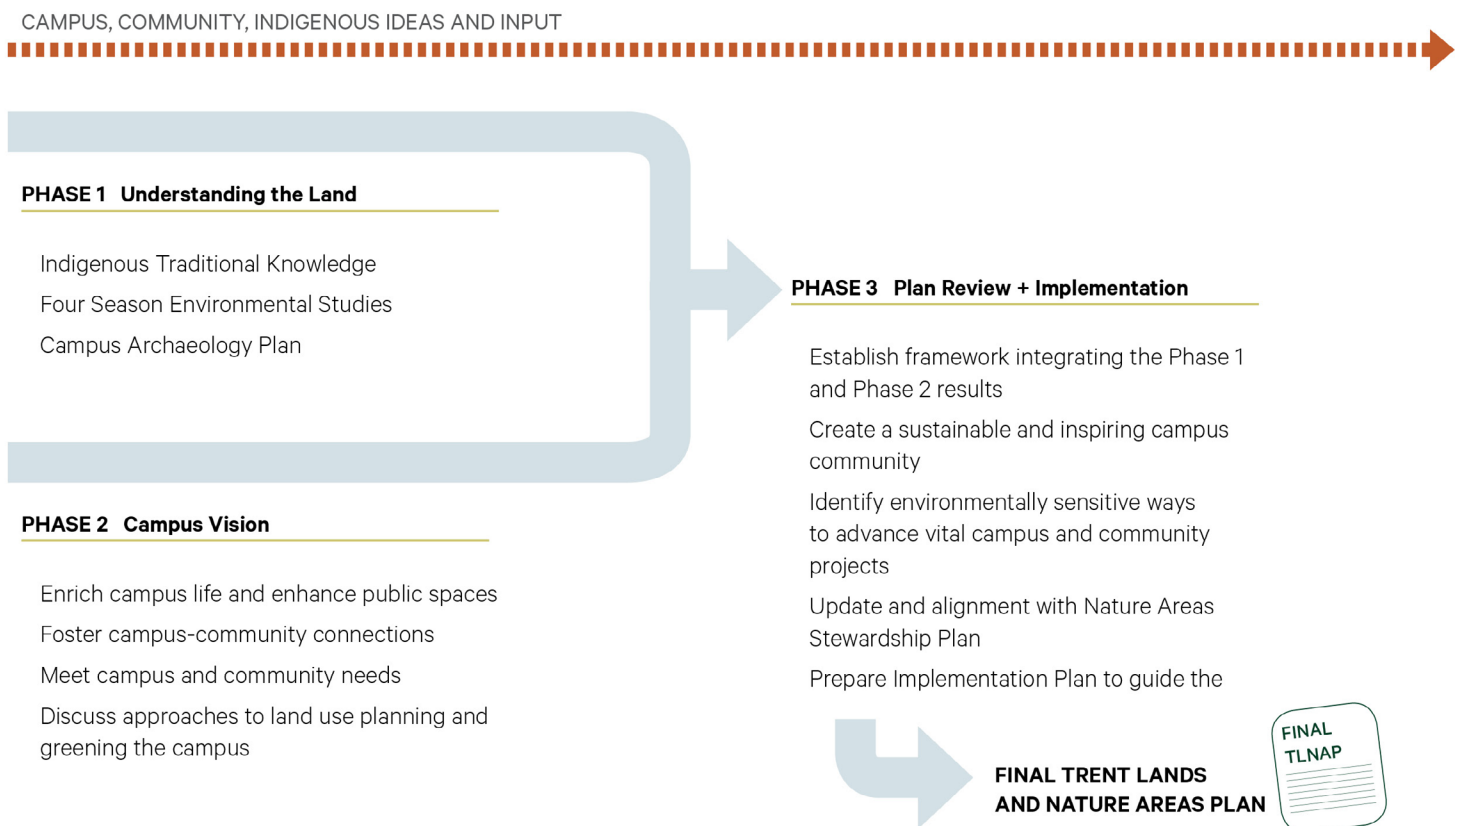 CAMPUS, COMMUNITY, INDIGENOUS IDEAS AND INPUT
PHASE 1 Understanding the Land
Indigenous Traditional Knowledge
Four Season Environmental Studies
Campus Archaeology Plan
PHASE 2 Campus Vision
Enrich campus life and enhance public spaces
Foster campus-community connections
Meet campus and community needs
Discuss approaches to land use planning and
greening the campus
PHASE 3 Plan Review + Implementation
Establish framework integrating the Phase 1
and Phase 2 results
Create a sustainable and inspiring campus
community
Identify environmentally sensitive ways
to advance vital campus and community
projects
Update and alignment with Nature Areas
Stewardship Plan
Prepare Implementation Plan to guide the
FINAL TRENT LANDS
AND NATURE AREAS PLAN
FINAL
TLNAP